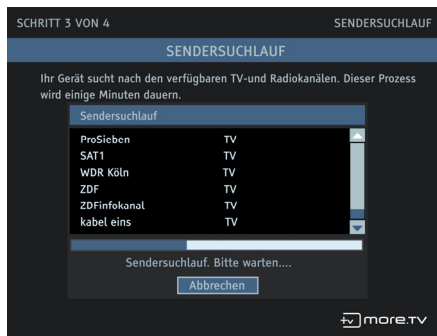 SCHRITT 3 VON 4 SENDERSUCHLAUF
SENDERSUCHLAUF
Ihr Gerät sucht nach den verfügbaren TV-und Radiokanälen. Dieser Prozess
wird einige Minuten dauern.
Sendersuchlauf
ProSieben TV
SAT1 TV
WDR Köln TV
ZDF TV
ZDFinfokanal TV
kabel eins TV
Sendersuchlauf. Bitte warten....
Abbrechen
tv more.TV